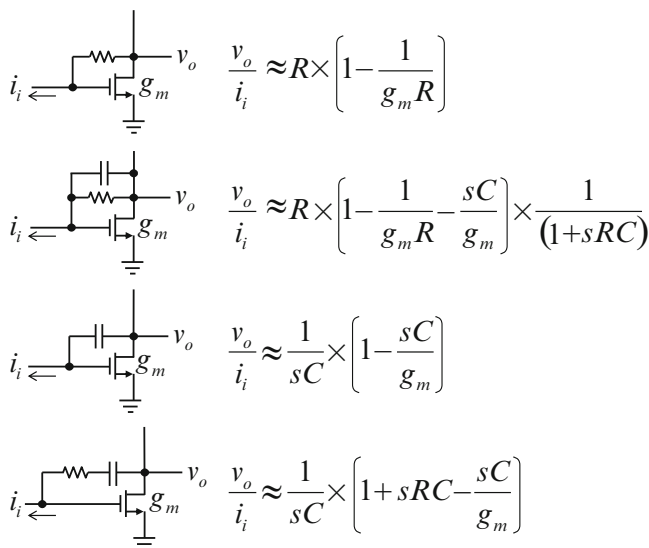 i_i g_m v_o v_o/i_i ≈ R × (1 − 1/(g_m R))
i_i g_m v_o v_o/i_i ≈ R × (1 − 1/(g_m R) − sC/g_m) × 1/(1+sRC)
i_i g_m v_o v_o/i_i ≈ 1/(sC) × (1 − sC/g_m)
i_i g_m v_o v_o/i_i ≈ 1/(sC) × (1 + sRC − sC/g_m)